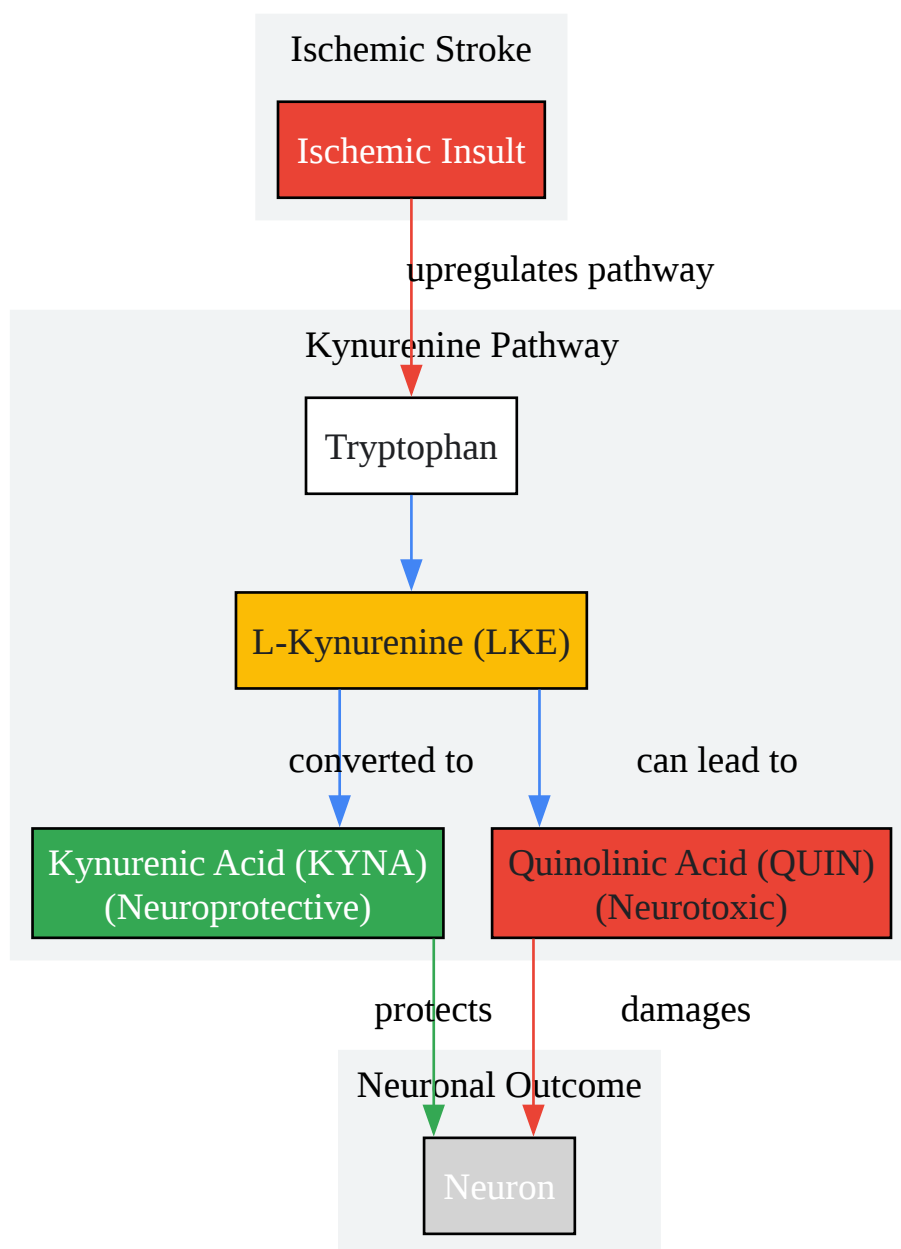 Ischemic Stroke
Ischemic Insult
upregulates pathway
Kynurenine Pathway
Tryptophan
L-Kynurenine (LKE)
converted to
can lead to
Kynurenic Acid (KYNA)
(Neuroprotective)
Quinolinic Acid (QUIN)
(Neurotoxic)
protects
damages
Neuronal Outcome
Neuron